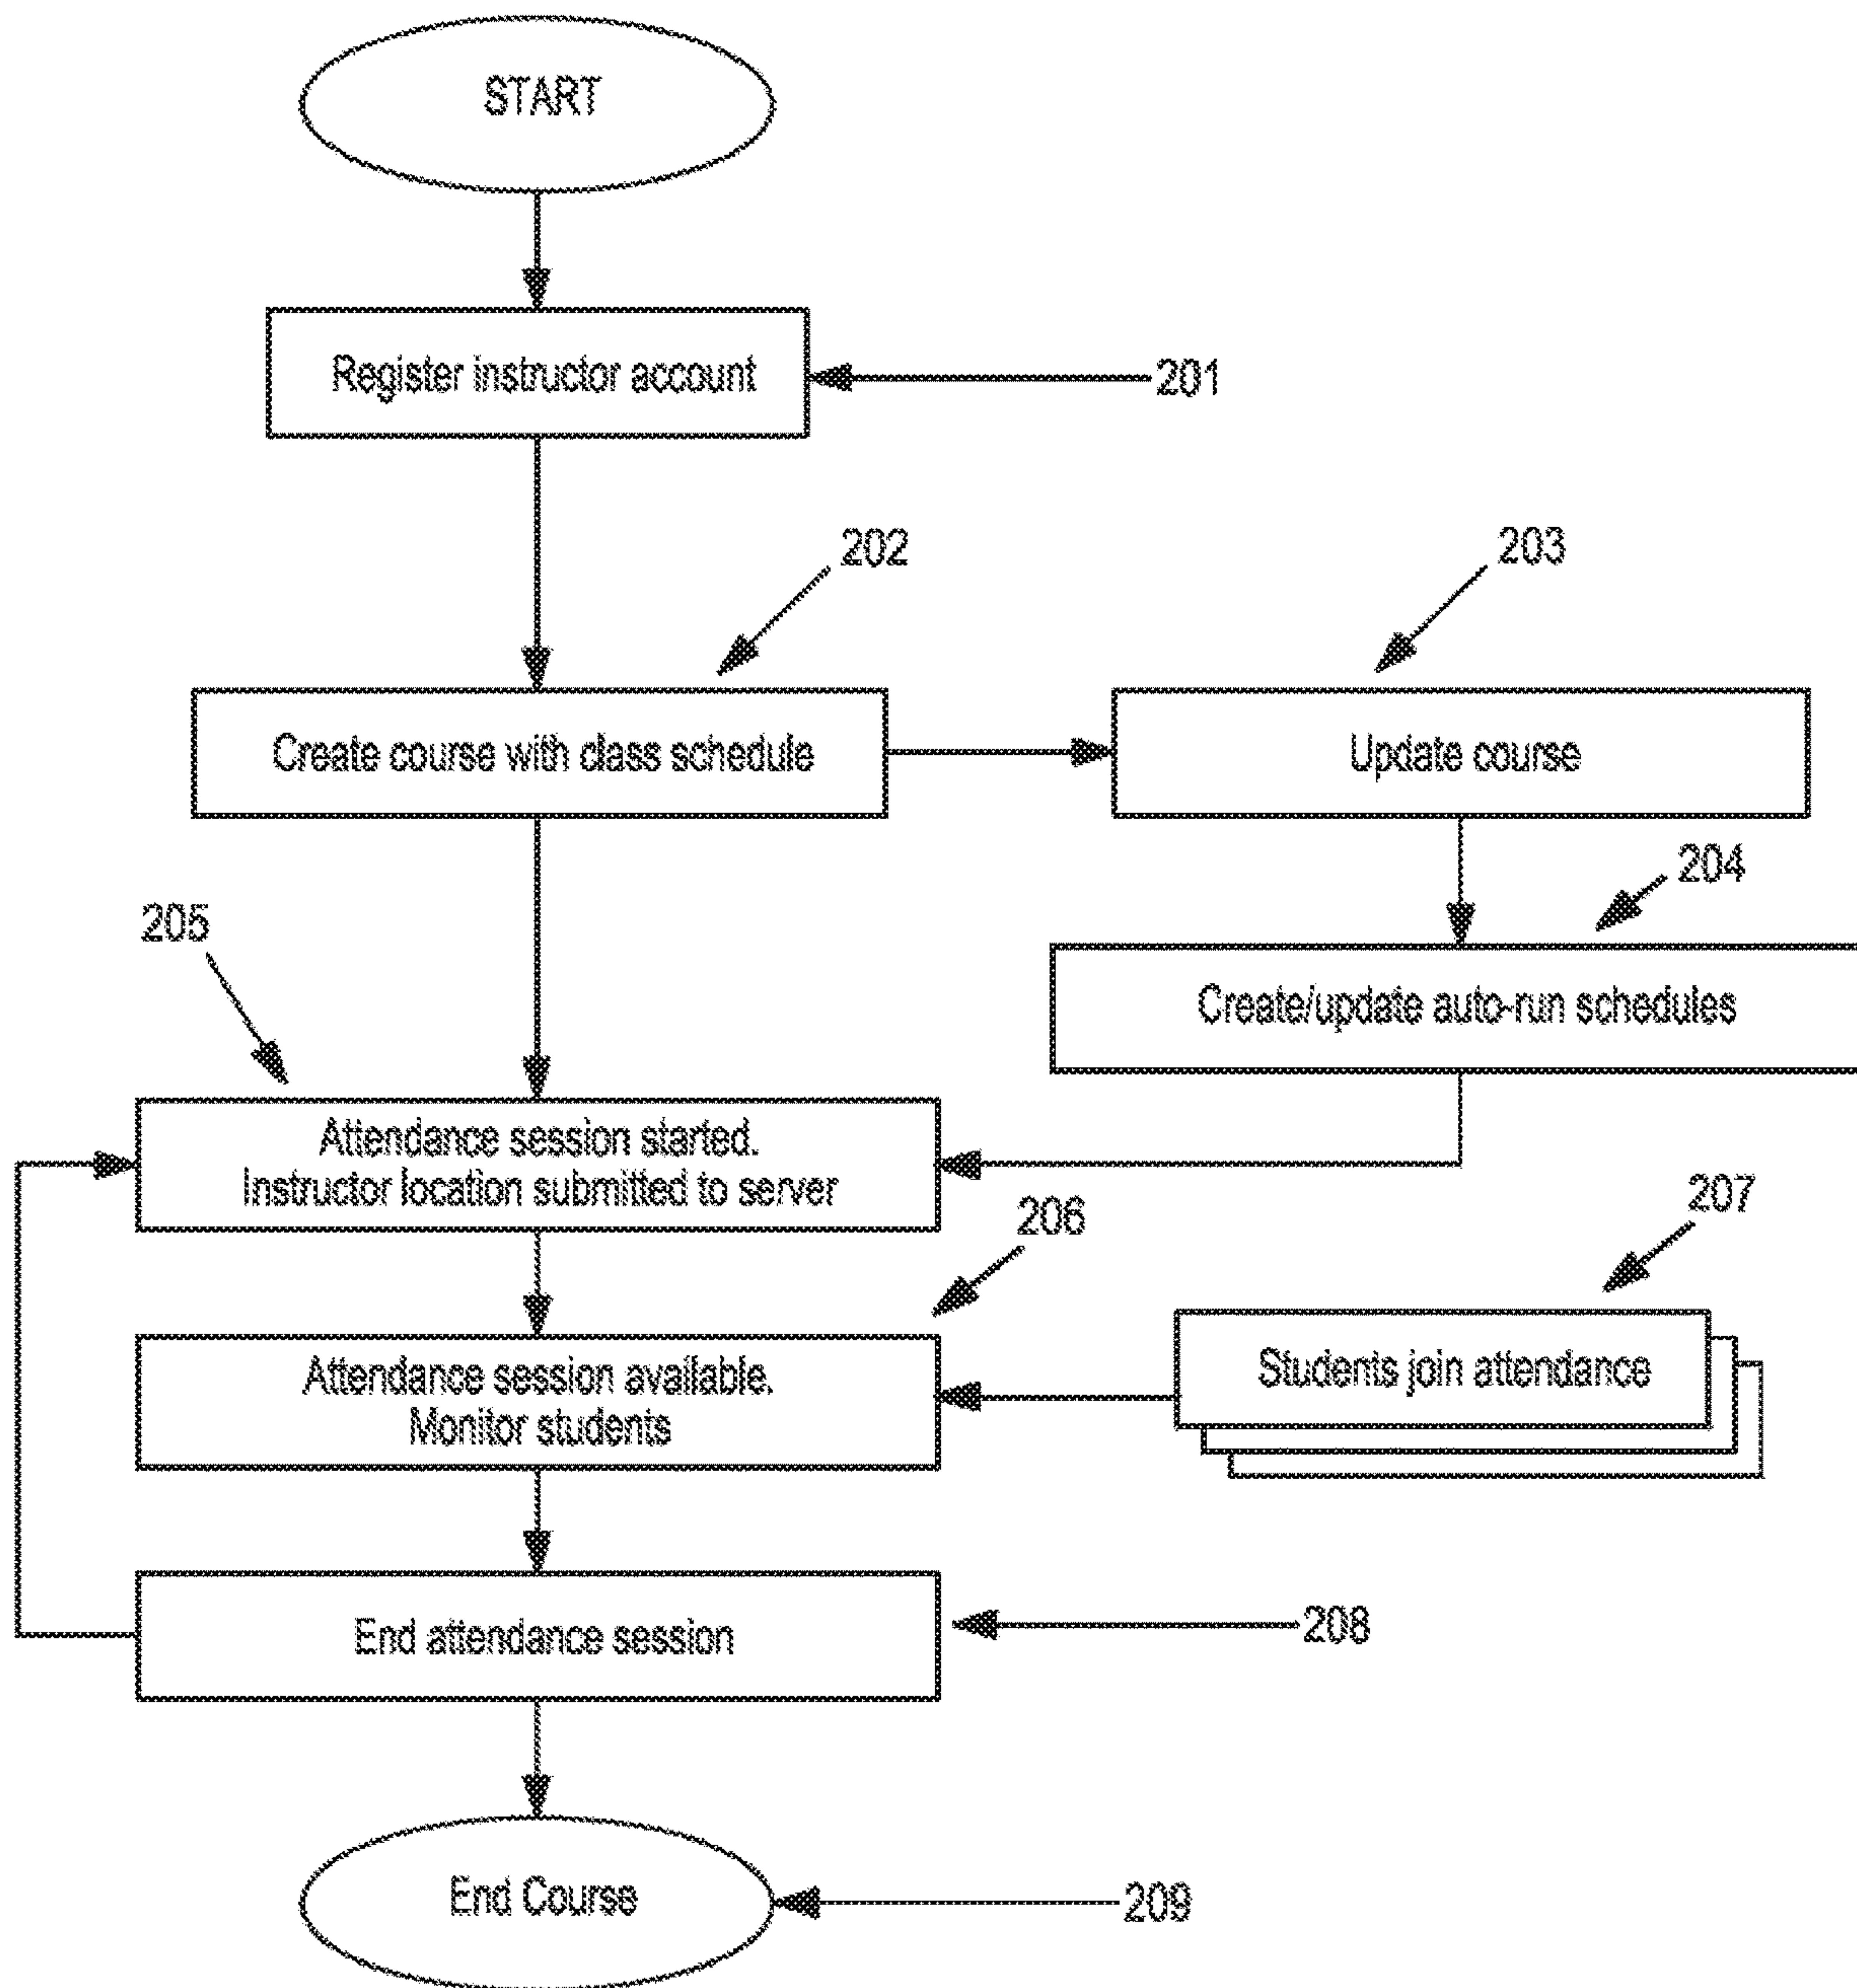 START
Register instructor account
201
202
203
Create course with class schedule
Update course
204
205
Create/update auto-run schedules
Attendance session started.
Instructor location submitted to server
206
207
Attendance session available.
Monitor students
Students join attendance
End attendance session
208
End Course
209